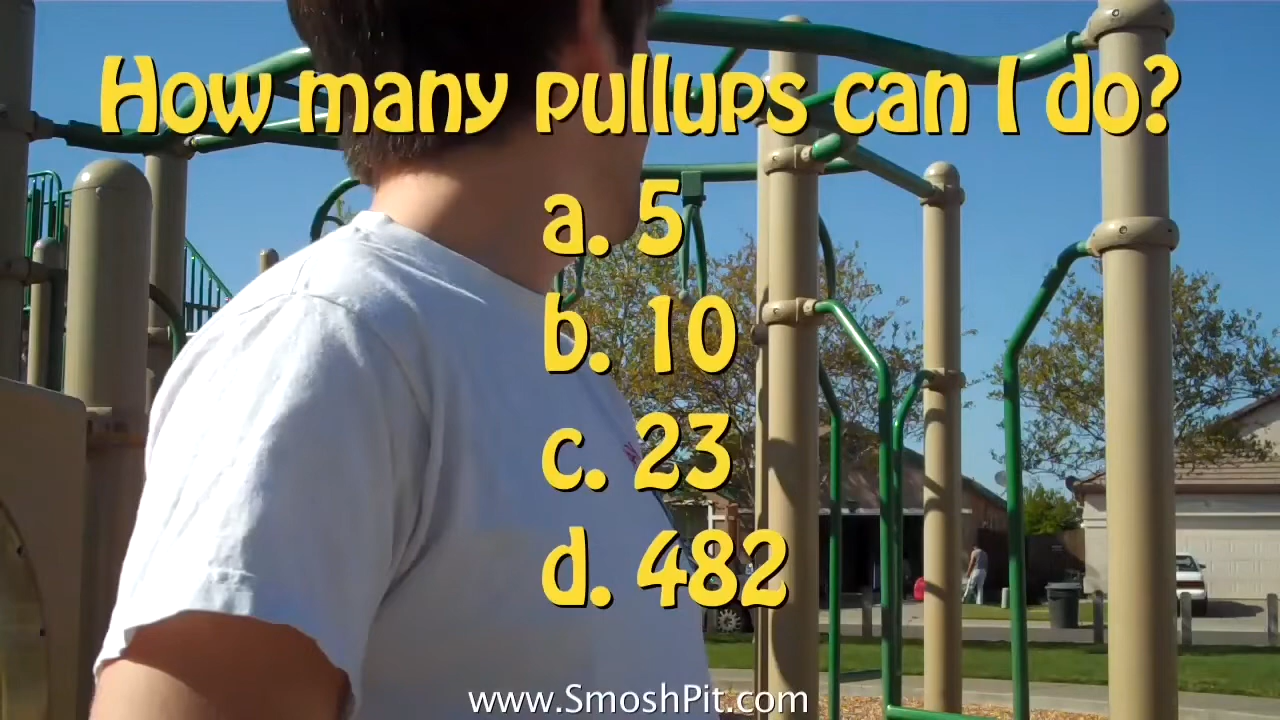 How many pullups can I do?
a. 5
b. 10
c. 23
d. 482
www.SmoshPit.com